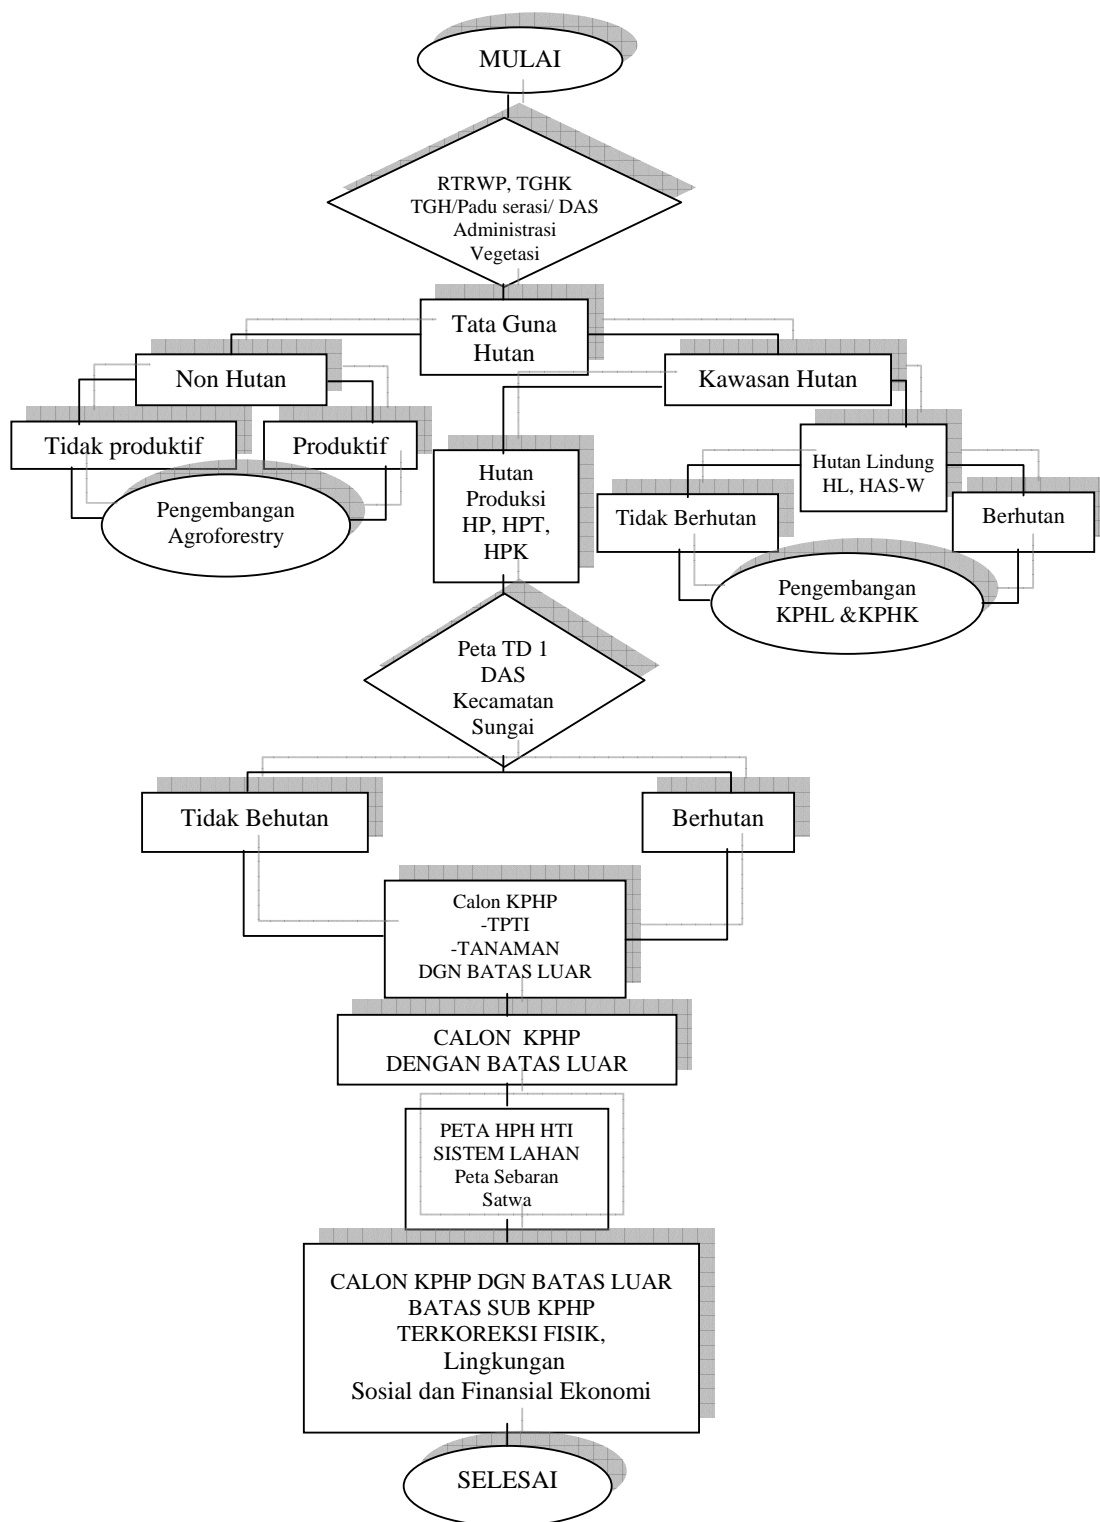 MULAI
RTRWP, TGHK
TGH/Padu serasi/ DAS
Administrasi
Vegetasi
Tata Guna
Hutan
Non Hutan
Kawasan Hutan
Tidak produktif
Produktif
Pengembangan
Agroforestry
Hutan
Produksi
HP, HPT,
HPK
Hutan Lindung
HL, HAS-W
Tidak Berhutan
Berhutan
Pengembangan
KPHL &KPHK
Peta TD 1
DAS
Kecamatan
Sungai
Tidak Behutan
Berhutan
Calon KPHP
-TPTI
-TANAMAN
DGN BATAS LUAR
CALON KPHP
DENGAN BATAS LUAR
PETA HPH HTI
SISTEM LAHAN
Peta Sebaran
Satwa
CALON KPHP DGN BATAS LUAR
BATAS SUB KPHP
TERKOREKSI FISIK,
Lingkungan
Sosial dan Finansial Ekonomi
SELESAI